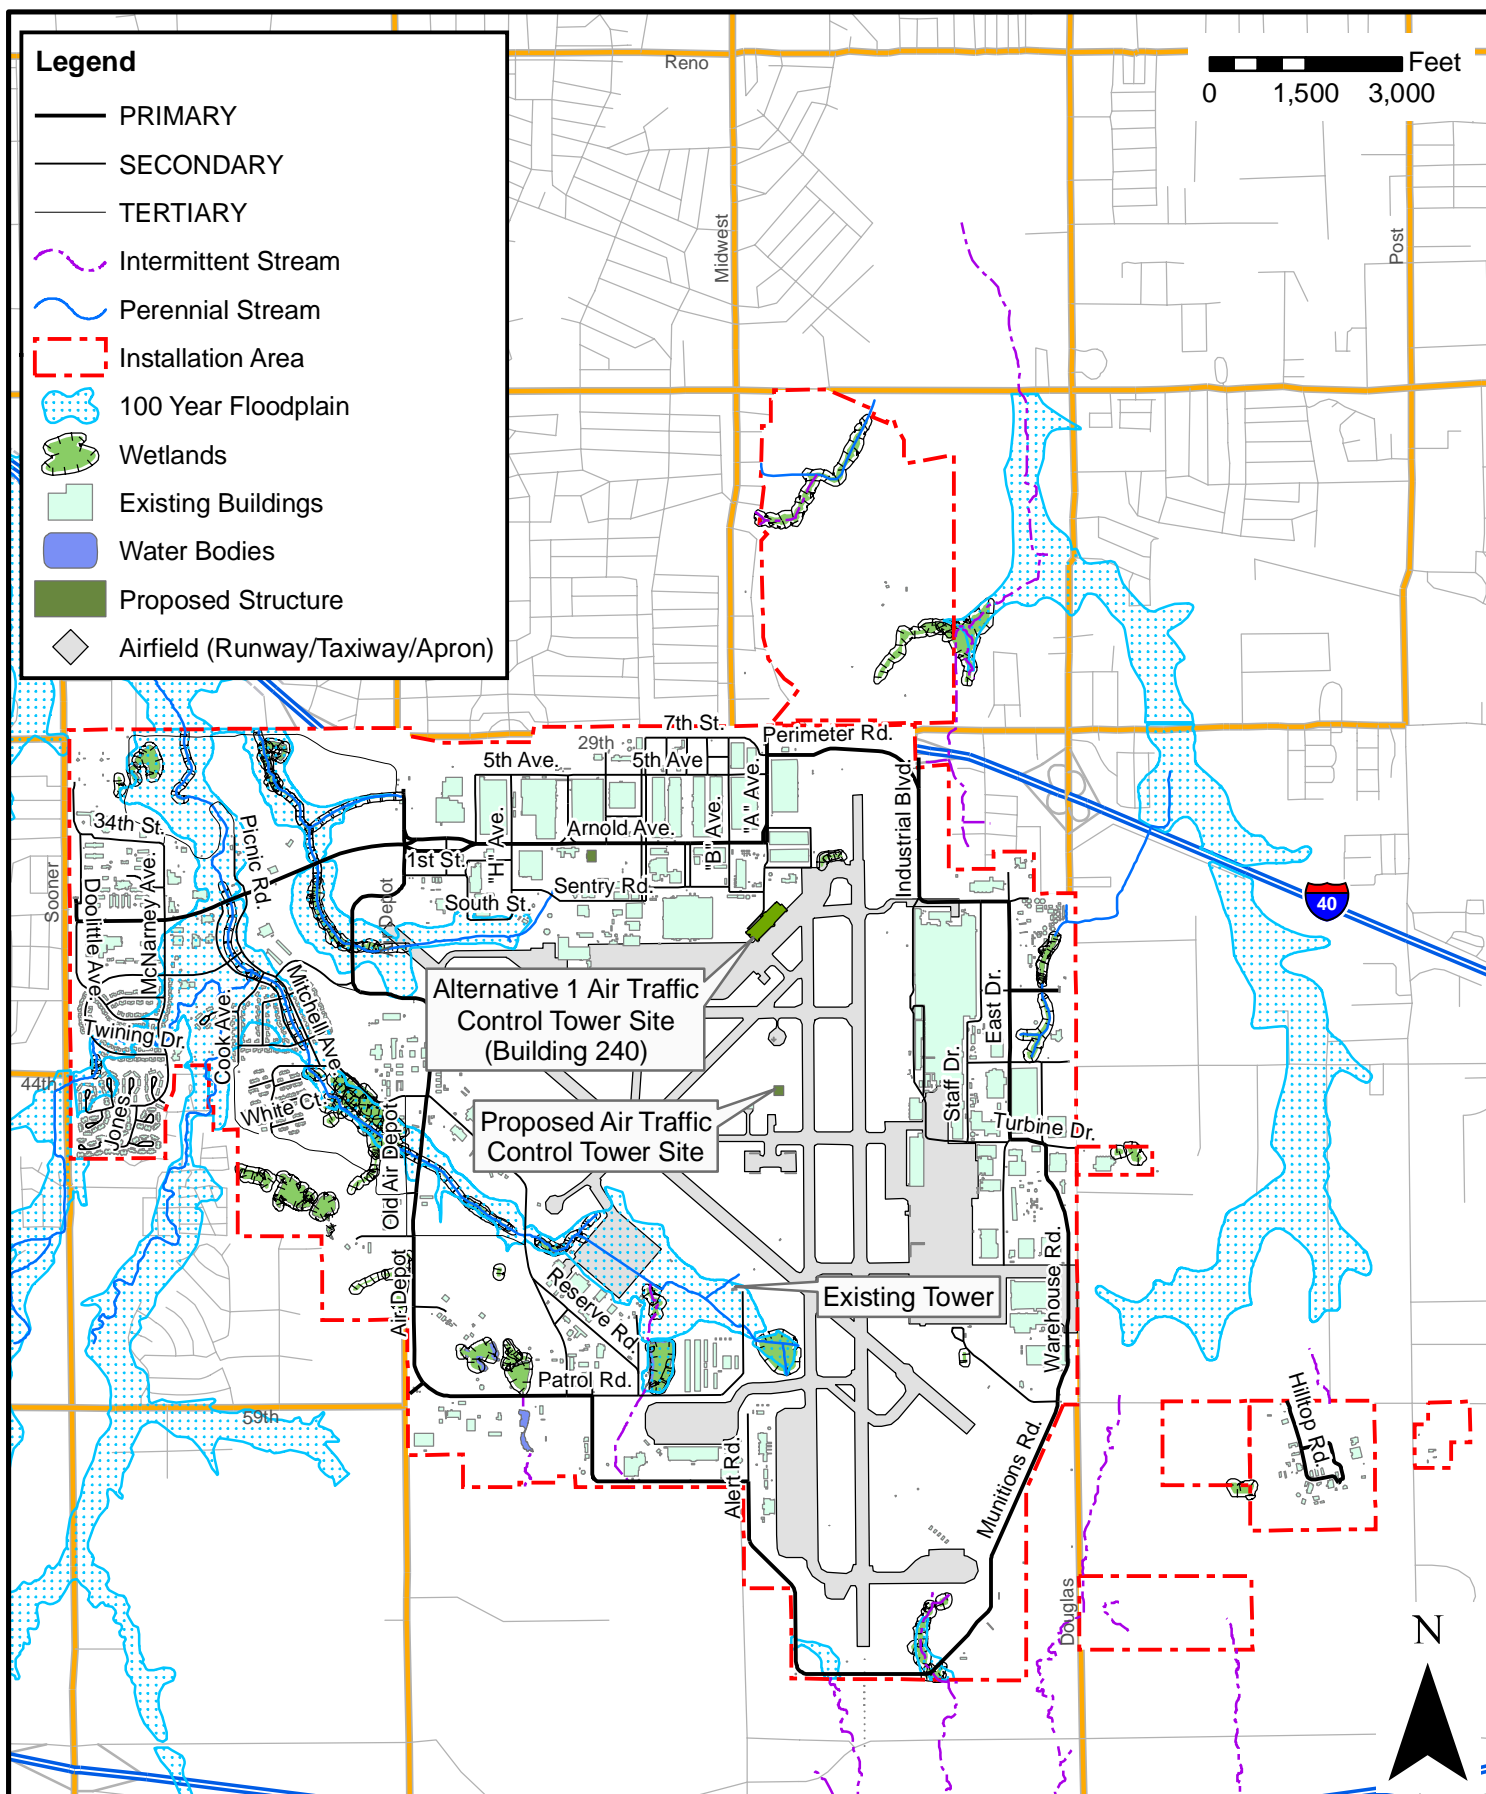 Legend
PRIMARY
SECONDARY
TERTIARY
Intermittent Stream
Perennial Stream
Installation Area
100 Year Floodplain
Wetlands
Existing Buildings
Water Bodies
Proposed Structure
Airfield (Runway/Taxiway/Apron)
Feet
0 1,500 3,000
Reno
Midwest
Post
7th St.
Perimeter Rd.
29th
5th Ave.
5th Ave
"A" Ave.
"B" Ave.
"H" Ave.
Industrial Blvd.
Arnold Ave.
1st St.
Sentry Rd.
South St.
34th St.
Picnic Rd.
McNarney Ave.
Doolittle Ave.
Sooner
Depot
40
Mitchell Ave.
Cook Ave.
Twining Dr.
44th
Jones
White Ct.
Old Air Depot
Air Depot
Alternative 1 Air Traffic
Control Tower Site
(Building 240)
Proposed Air Traffic
Control Tower Site
Existing Tower
East Dr.
Staff Dr.
Turbine Dr.
Warehouse Rd.
Reserve Rd.
Patrol Rd.
59th
Alert Rd.
Munitions Rd.
Hilltop Rd.
Douglas
N